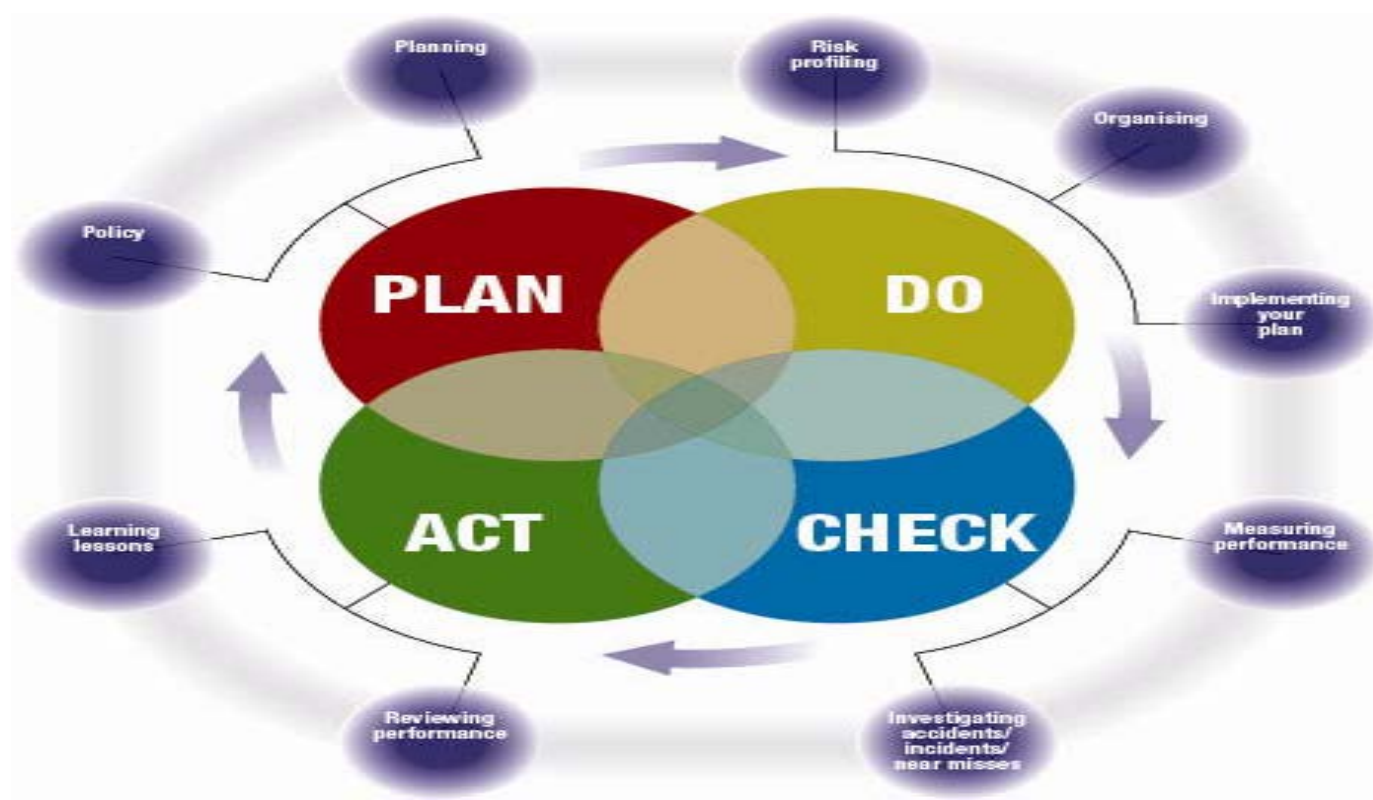 Planning
Risk
profiling
Organising
Policy
PLAN
DO
Implementing
your
plan
Learning
lessons
ACT
CHECK
Measuring
performance
Reviewing
performance
Investigating
accidents/
incidents/
near misses